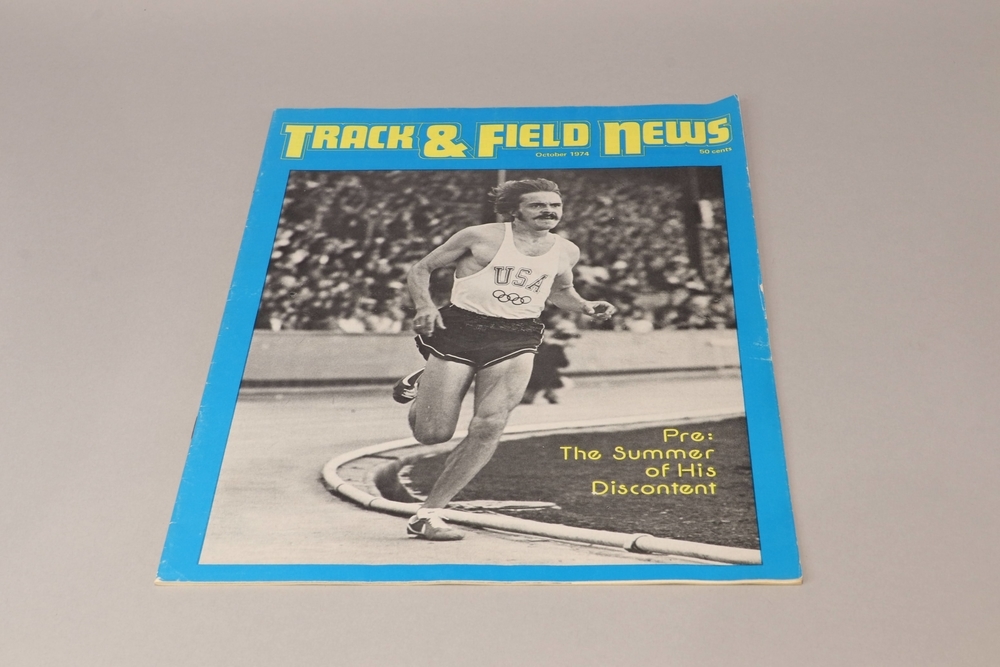 TRACK & FIELD NEWS
October 1974
50 cents
USA
Pre:
The Summer
of His
Discontent